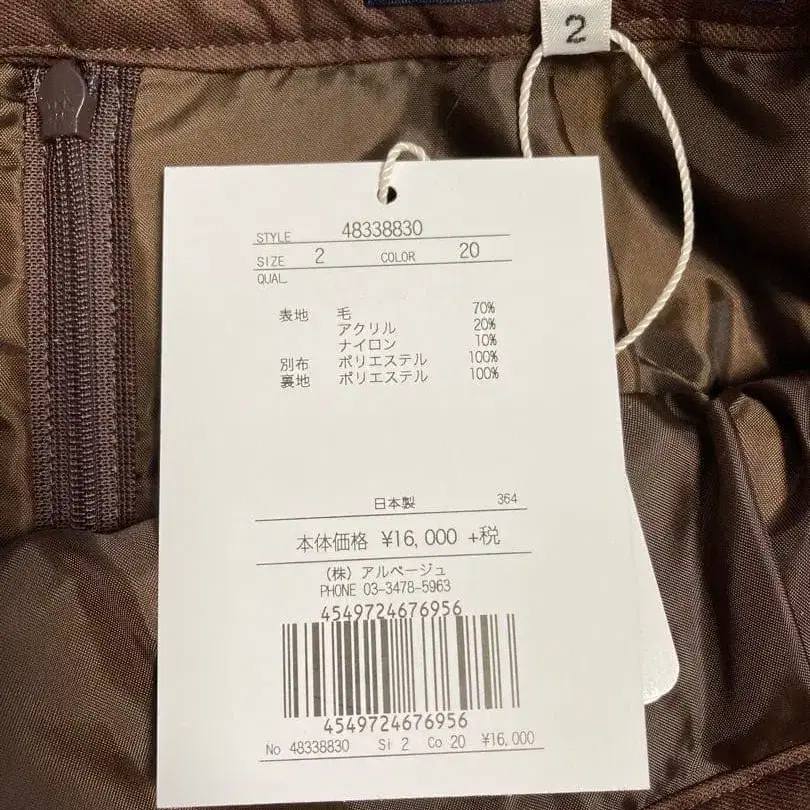 2
STYLE 48338830
SIZE 2 COLOR 20
QUAL.
表地 毛 70%
アクリル 20%
ナイロン 10%
別布 ポリエステル 100%
裏地 ポリエステル 100%
日本製 364
本体価格 ¥16,000 +税
(株) アルページュ
PHONE 03-3478-5963
4549724676956
4549724676956
No 48338830 Si 2 Co 20 ¥16,000